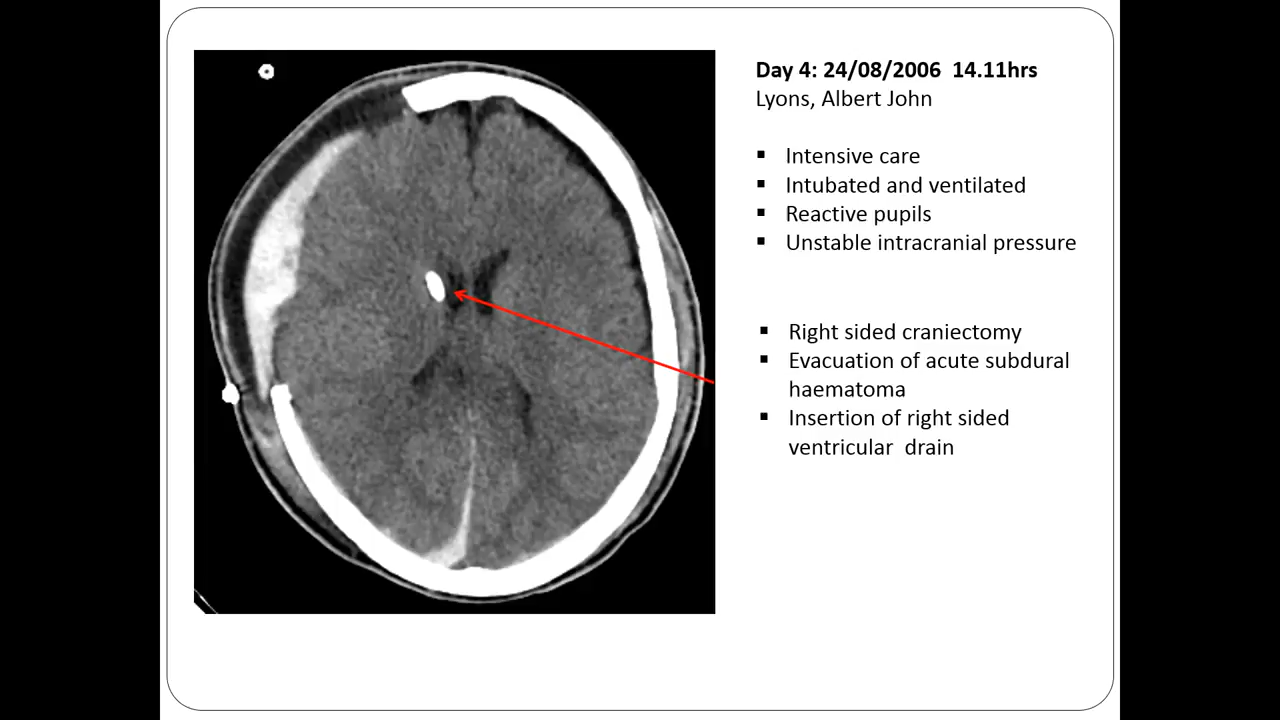 Day 4: 24/08/2006 14.11hrs
Lyons, Albert John
▪ Intensive care
▪ Intubated and ventilated
▪ Reactive pupils
▪ Unstable intracranial pressure
▪ Right sided craniectomy
▪ Evacuation of acute subdural
haematoma
▪ Insertion of right sided
ventricular drain